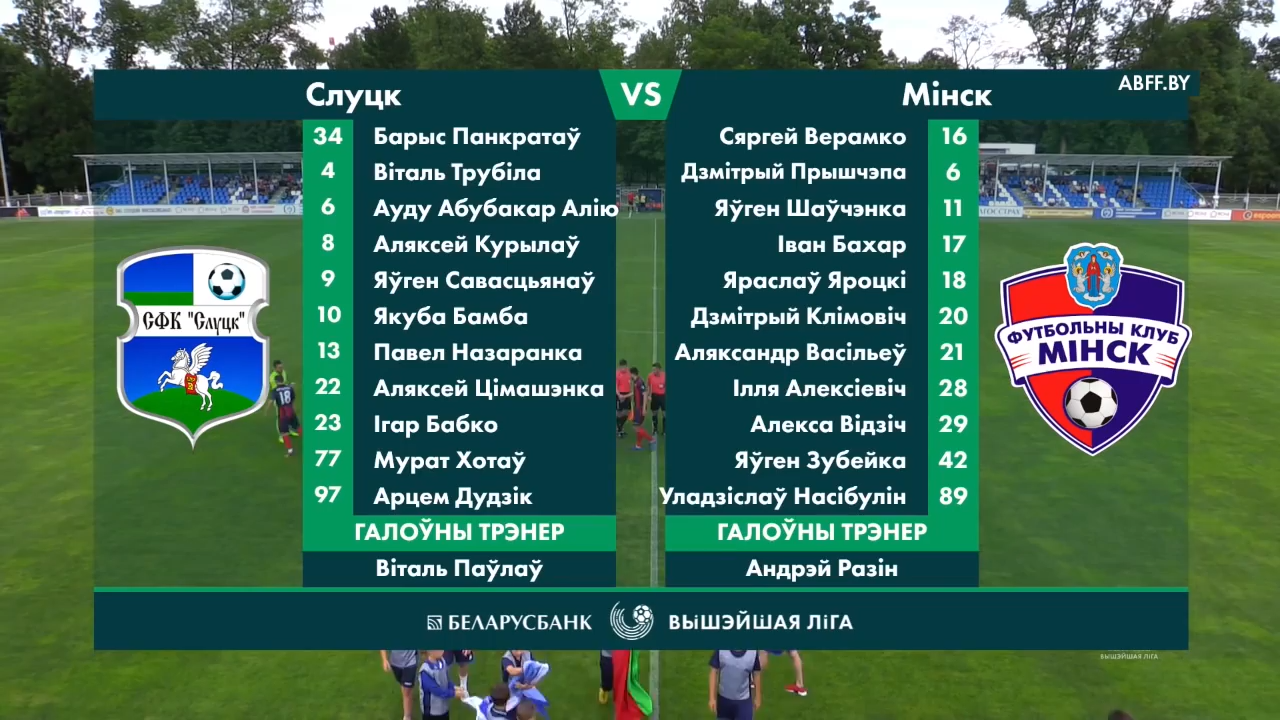 ABFF.BY
Слуцк VS Мінск
34 Барыс Панкратаў
4 Віталь Трубіла
6 Ауду Абубакар Алію
8 Аляксей Курылаў
9 Яўген Савасцьянаў
10 Якуба Бамба
13 Павел Назаранка
22 Аляксей Цімашэнка
23 Ігар Бабко
77 Мурат Хотаў
97 Арцем Дудзік
ГАЛОЎНЫ ТРЭНЕР
Віталь Паўлаў
Сяргей Верамко 16
Дзмітрый Прышчэпа 6
Яўген Шаўчэнка 11
Іван Бахар 17
Яраслаў Яроцкі 18
Дзмітрый Клімовіч 20
Аляксандр Васільеў 21
Ілля Алексіевіч 28
Алекса Відзіч 29
Яўген Зубейка 42
Уладзіслаў Насібулін 89
ГАЛОЎНЫ ТРЭНЕР
Андрэй Разін
СФК "Слуцк"
ФУТБОЛЬНЫ КЛУБ
МІНСК
18
БЕЛАРУСБАНК ВЫШЭЙШАЯ ЛіГА
ВЫШЭЙШАЯ ЛіГА